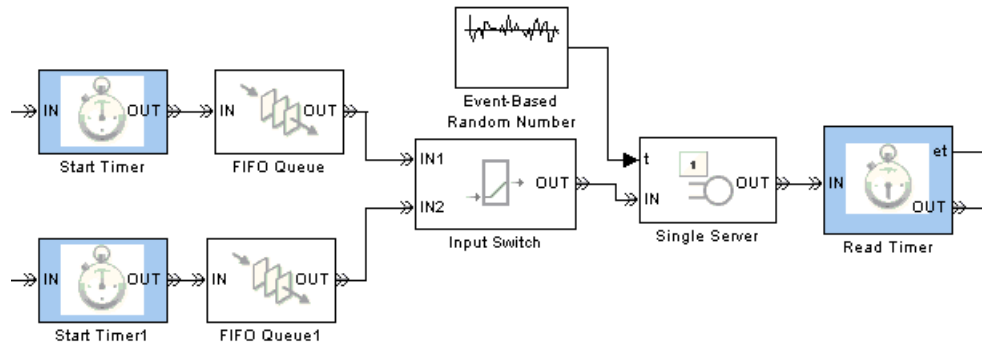 IN OUT
Start Timer
IN OUT
FIFO Queue
Event-Based
Random Number
IN1
IN2
OUT
Input Switch
t
1
IN
OUT
Single Server
IN
et
OUT
Read Timer
IN OUT
Start Timer1
IN OUT
FIFO Queue1